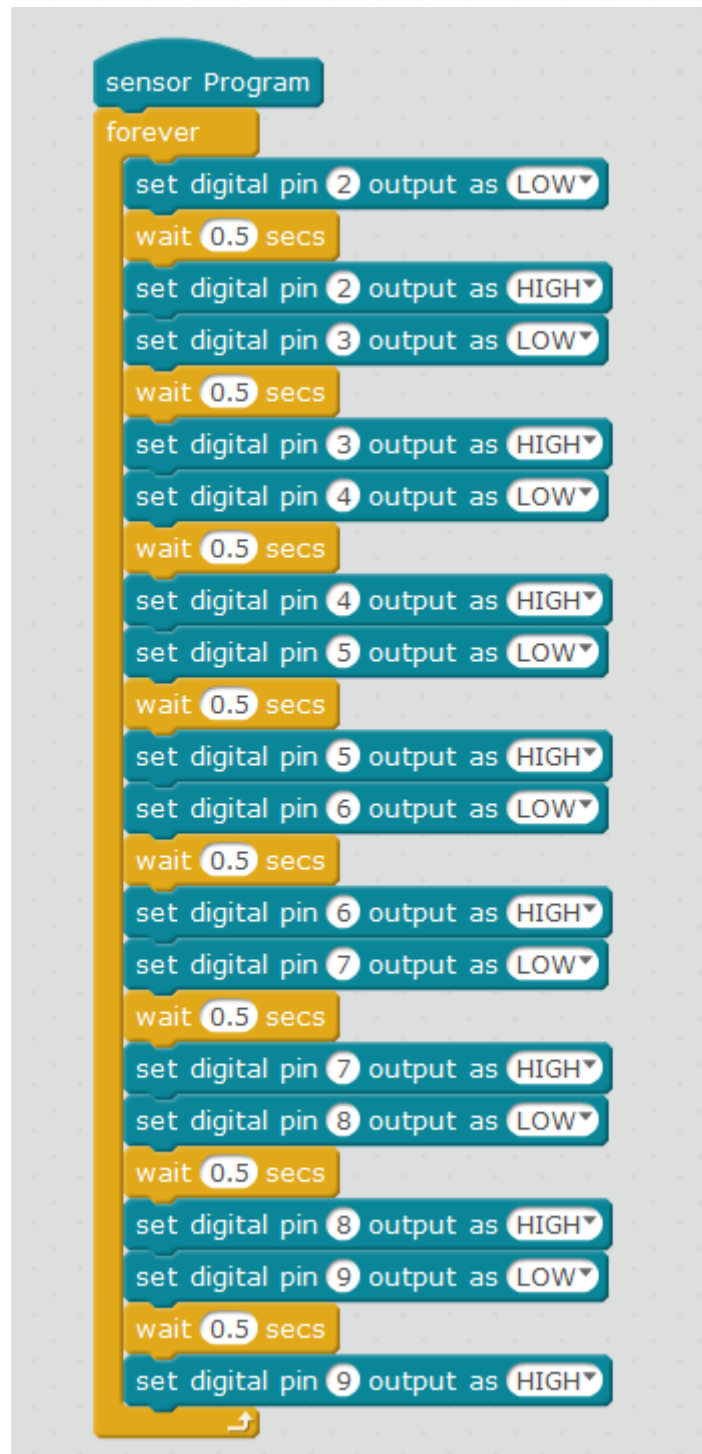 sensor Program
forever
set digital pin 2 output as LOW
wait 0.5 secs
set digital pin 2 output as HIGH
set digital pin 3 output as LOW
wait 0.5 secs
set digital pin 3 output as HIGH
set digital pin 4 output as LOW
wait 0.5 secs
set digital pin 4 output as HIGH
set digital pin 5 output as LOW
wait 0.5 secs
set digital pin 5 output as HIGH
set digital pin 6 output as LOW
wait 0.5 secs
set digital pin 6 output as HIGH
set digital pin 7 output as LOW
wait 0.5 secs
set digital pin 7 output as HIGH
set digital pin 8 output as LOW
wait 0.5 secs
set digital pin 8 output as HIGH
set digital pin 9 output as LOW
wait 0.5 secs
set digital pin 9 output as HIGH